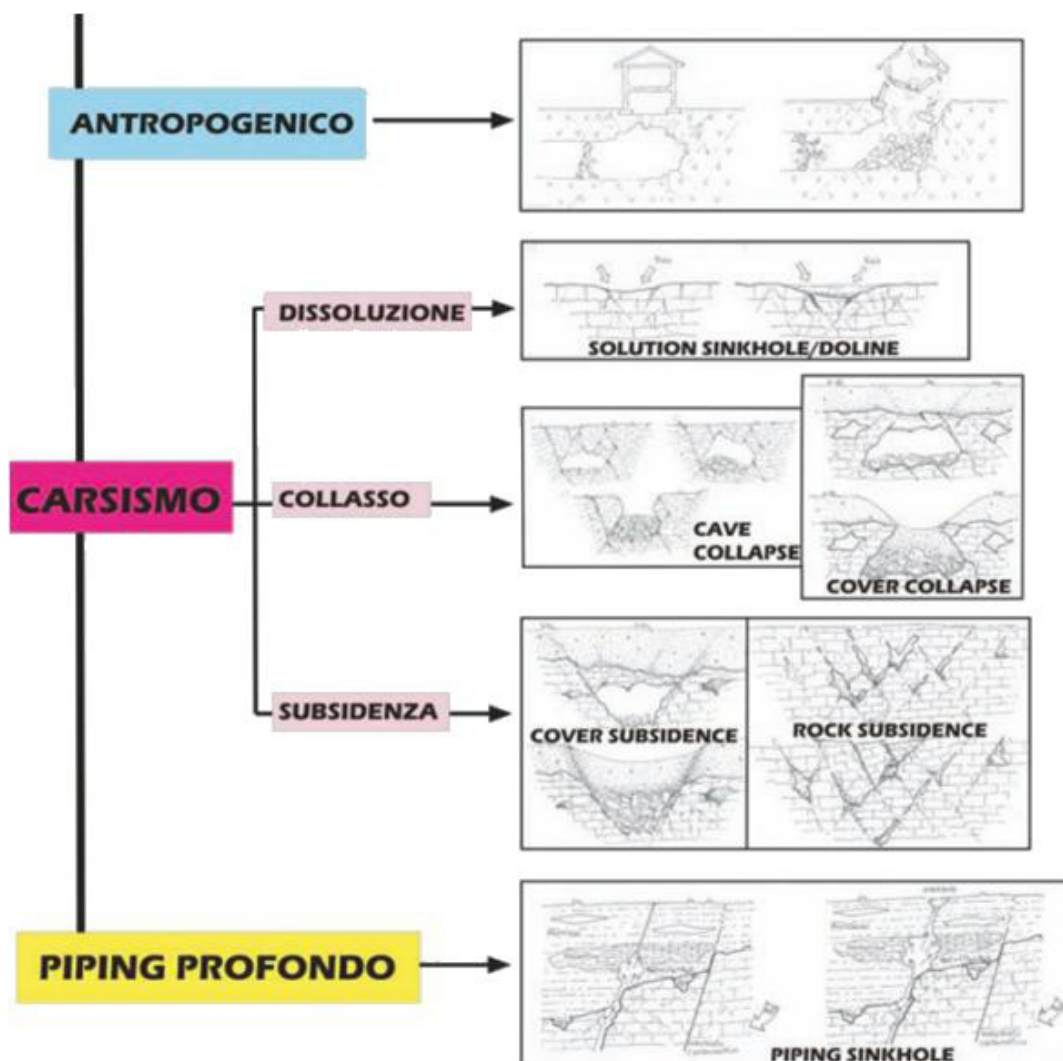 ANTROPOGENICO
DISSOLUZIONE
SOLUTION SINKHOLE/DOLINE
CARSISMO
COLLASSO
CAVE
COLLAPSE
COVER COLLAPSE
SUBSIDENZA
COVER SUBSIDENCE
ROCK SUBSIDENCE
PIPING PROFONDO
PIPING SINKHOLE